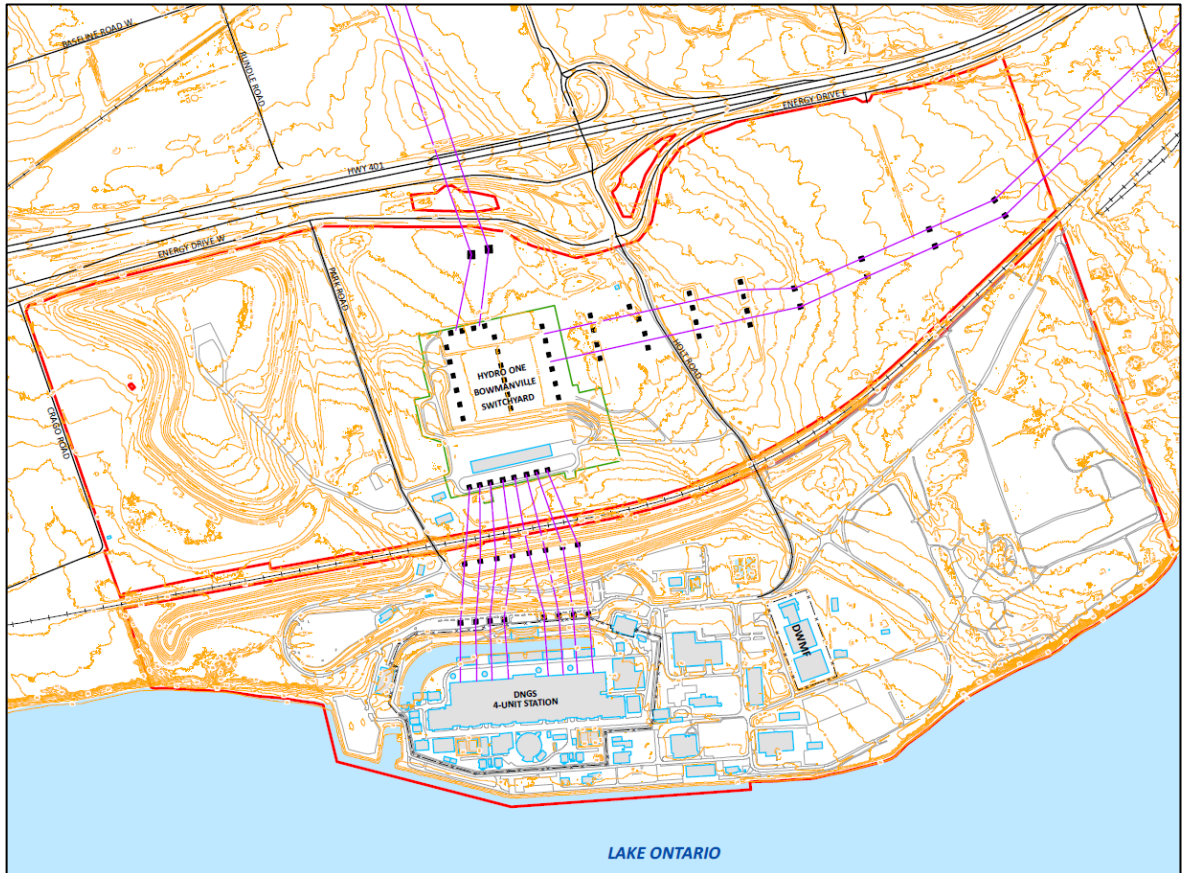 BASELINE ROAD W
RUNDLE ROAD
HWY 401
ENERGY DRIVE E
ENERGY DRIVE W
PARK ROAD
HOLT ROAD
CRAGO ROAD
HYDRO ONE
BOWMANVILLE
SWITCHYARD
DWMF
DNGS
4-UNIT STATION
LAKE ONTARIO